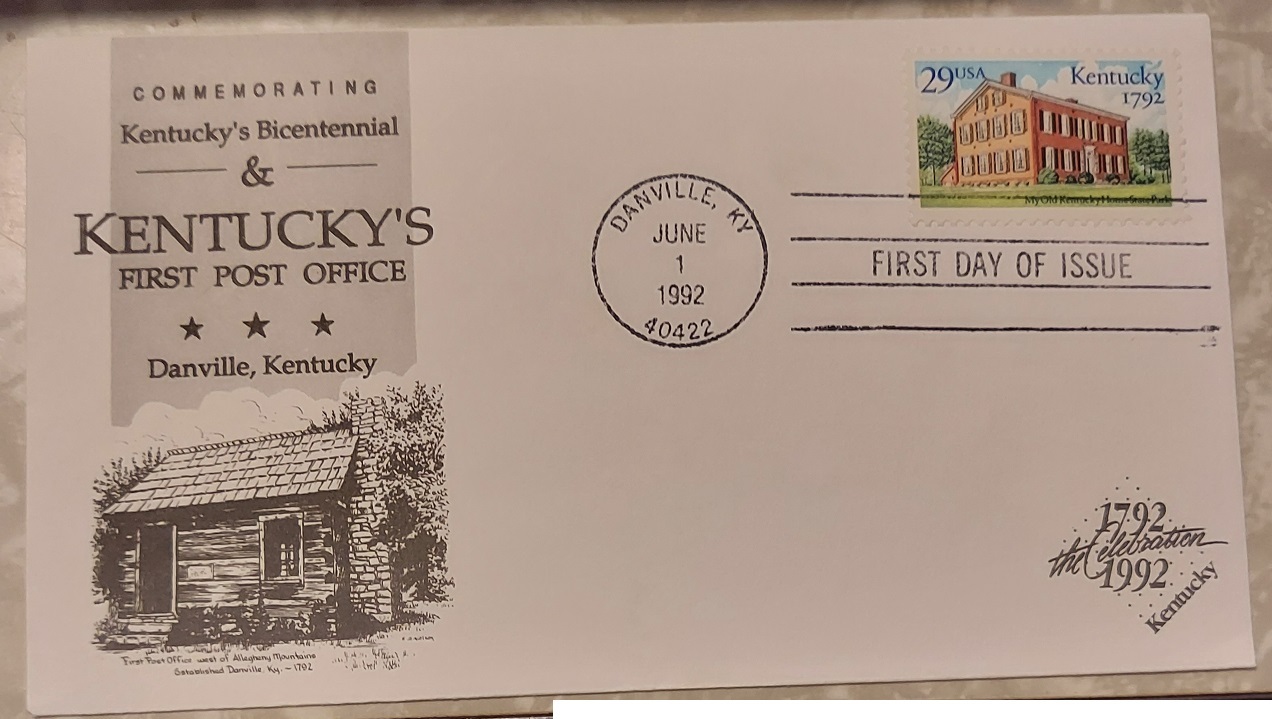 COMMEMORATING
Kentucky's Bicentennial
&
KENTUCKY'S
FIRST POST OFFICE
Danville, Kentucky
First Post Office west of Allegheny Mountains
Established Danville, Ky. – 1792
DANVILLE, KY
JUNE
1
1992
40422
29 USA
Kentucky
1792
My Old Kentucky Home State Park
FIRST DAY OF ISSUE
1792
the Celebration
1992
Kentucky